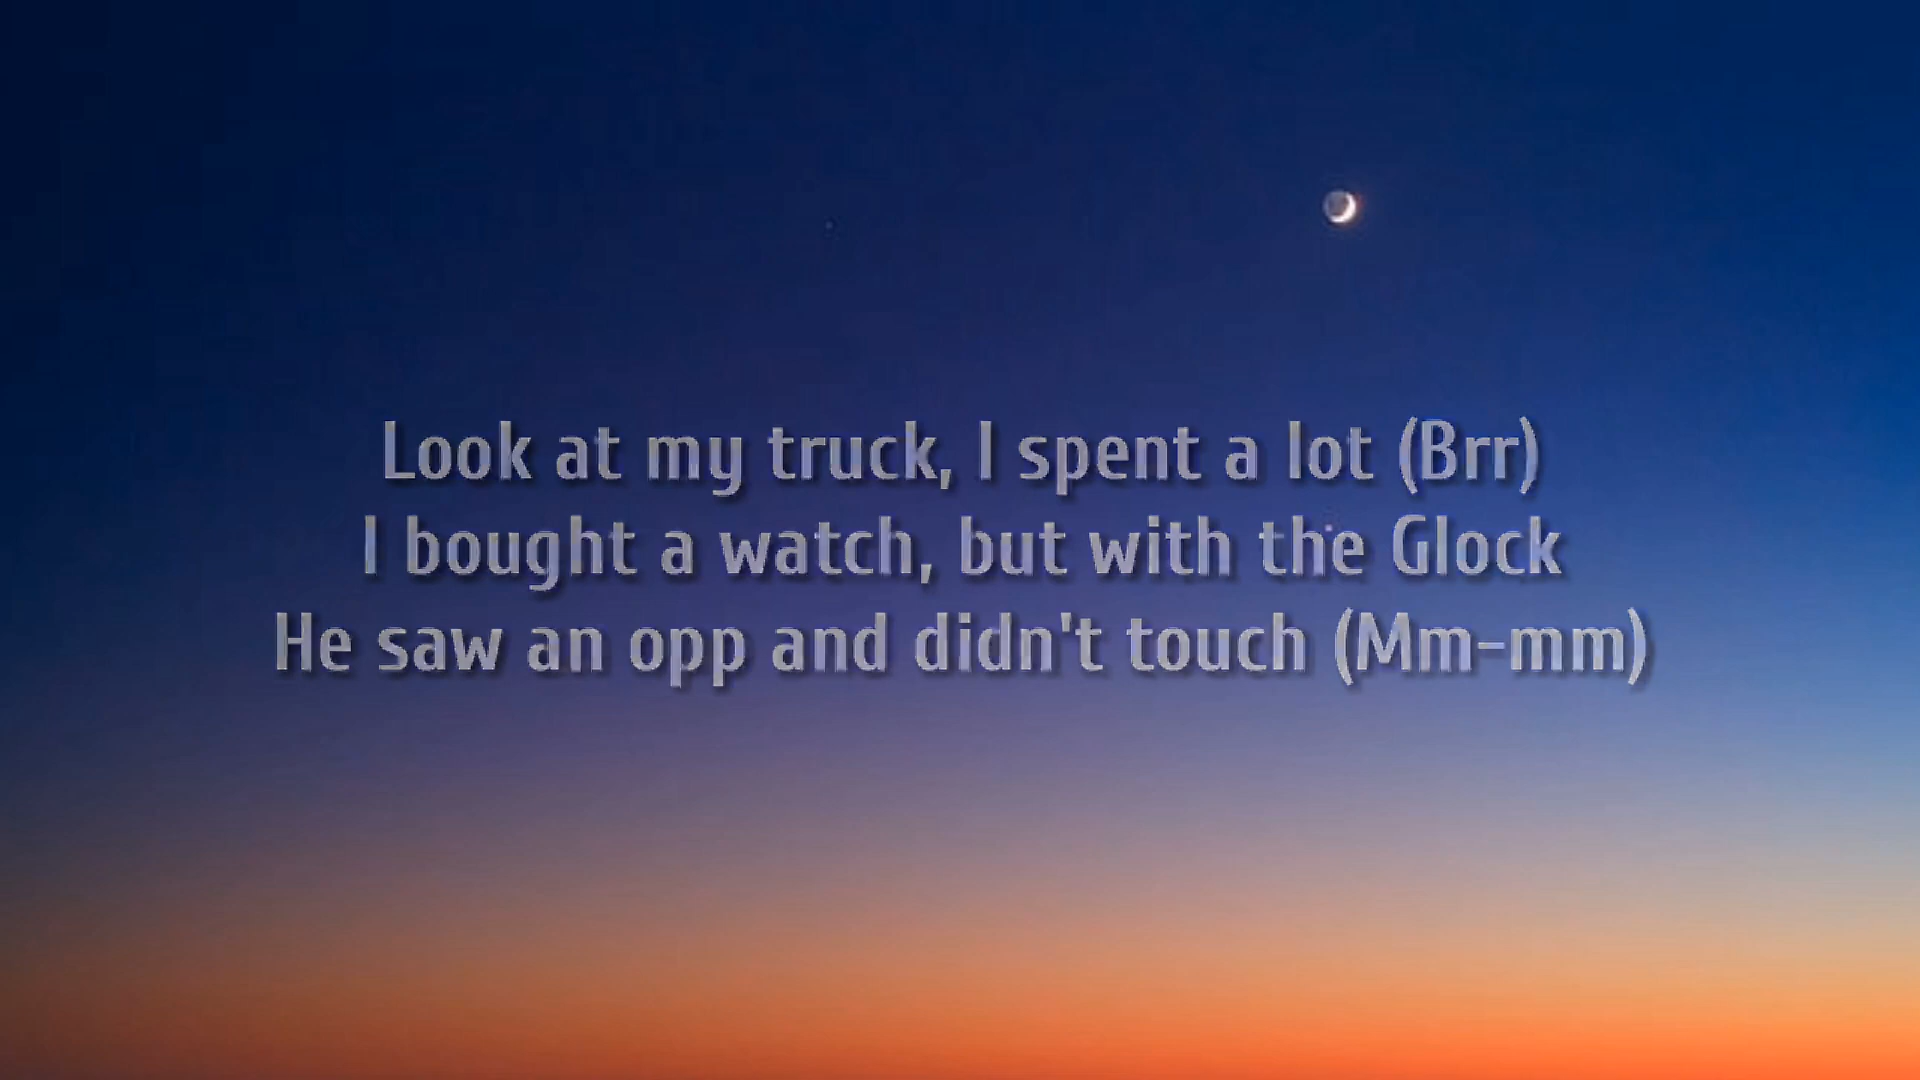 Look at my truck, I spent a lot (Brr)
I bought a watch, but with the Glock
He saw an opp and didn't touch (Mm-mm)